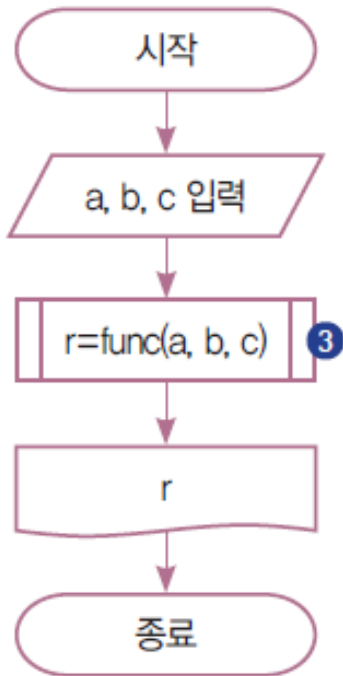 시작
a, b, c 입력
r=func(a, b, c) 3
r
종료